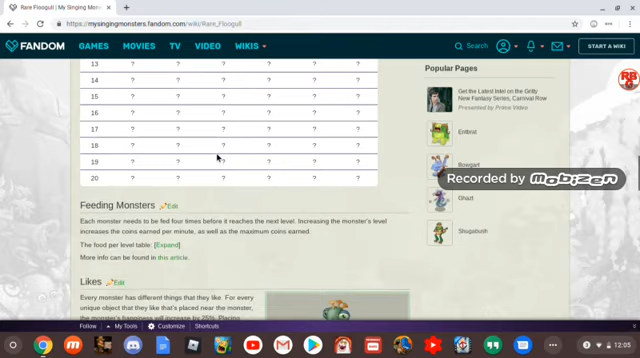 Rare_Floogull | My Singing Monsters
https://mysingingmonsters.fandom.com/wiki/Rare_Floogull
FANDOM GAMES MOVIES TV VIDEO WIKIS Search START A WIKI
13 ? ? ? ? ? ?
14 ? ? ? ? ? ?
15 ? ? ? ? ? ?
16 ? ? ? ? ? ?
17 ? ? ? ? ? ?
18 ? ? ? ? ? ?
19 ? ? ? ? ? ?
20 ? ? ? ? ? ?
Feeding Monsters Edit
Each monster needs to be fed four times before it reaches the next level. Increasing the monster's level
increases the coins earned per minute, as well as the maximum coins earned.
The food per level table: [Expand]
More info can be found in this article.
Likes Edit
Every monster has different things that they like. For every
unique object that they like that's placed near the monster,
the monster's happiness will increase by 25%. Placing
Popular Pages
Get the Latest Intel on the Gritty
New Fantasy Series, Carnival Row
Presented by Prime Video
Entbrat
Bowgart
Ghazt
Shugabush
RBG
Recorded by Mobizen
Follow My Tools Customize Shortcuts
12:05